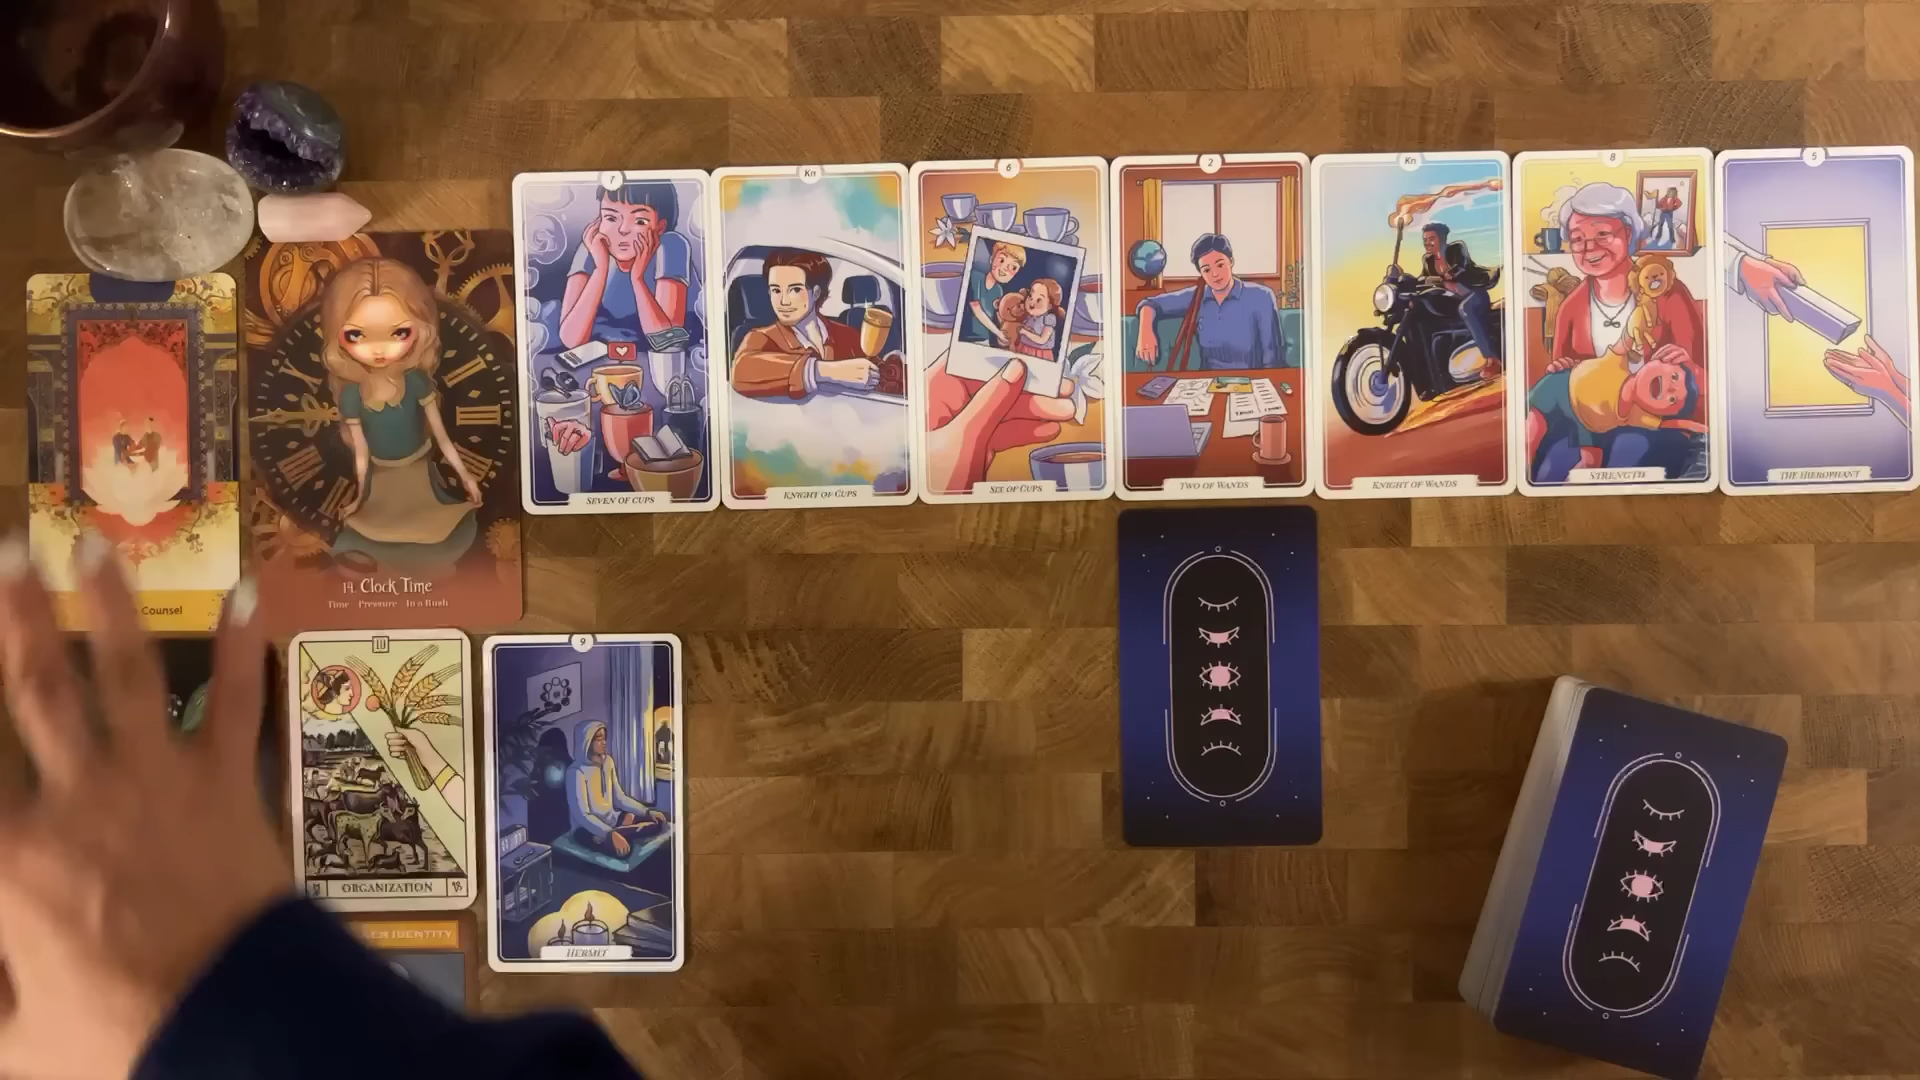 7
SEVEN OF CUPS
Kn
KNIGHT OF CUPS
6
SIX OF CUPS
2
TWO OF WANDS
Kn
KNIGHT OF WANDS
8
STRENGTH
5
THE HIEROPHANT
Counsel
14. Clock Time
Time Pressure In a Rush
10
ORGANIZATION
9
HERMIT
IDENTITY